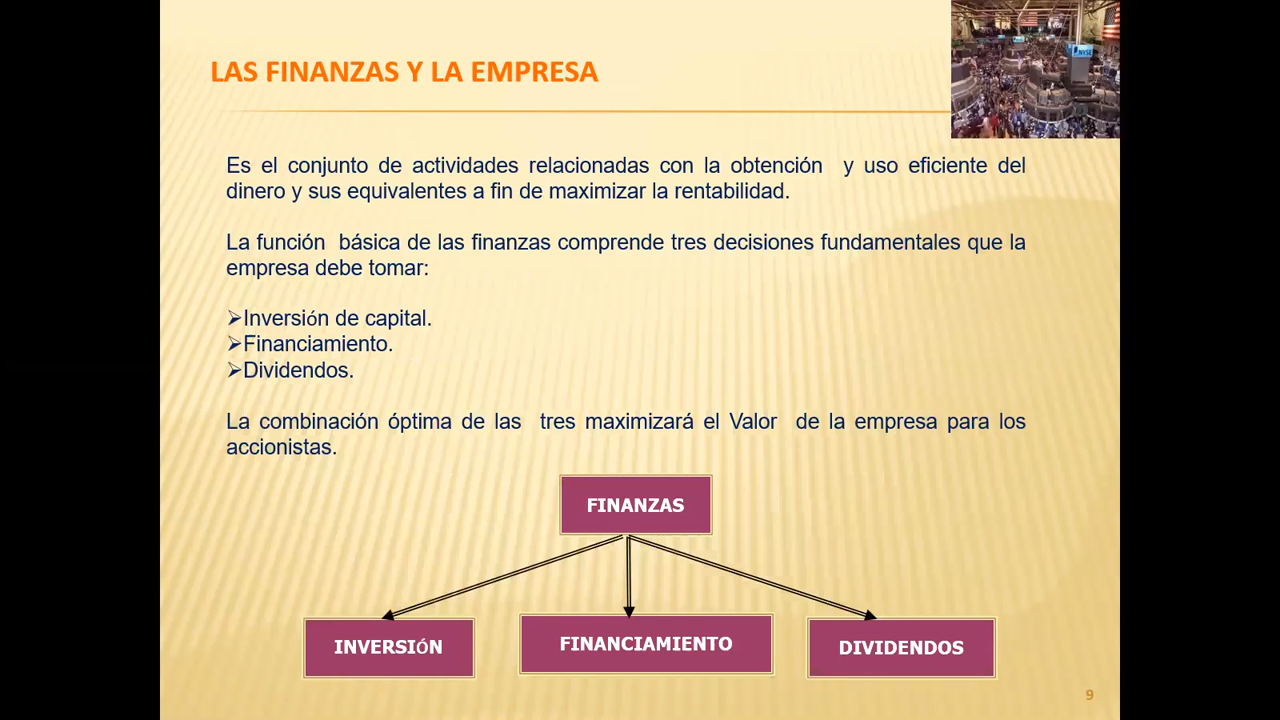 LAS FINANZAS Y LA EMPRESA
NYSE
Es el conjunto de actividades relacionadas con la obtención y uso eficiente del
dinero y sus equivalentes a fin de maximizar la rentabilidad.
La función básica de las finanzas comprende tres decisiones fundamentales que la
empresa debe tomar:
➢Inversión de capital.
➢Financiamiento.
➢Dividendos.
La combinación óptima de las tres maximizará el Valor de la empresa para los
accionistas.
FINANZAS
INVERSIÓN
FINANCIAMIENTO
DIVIDENDOS
9